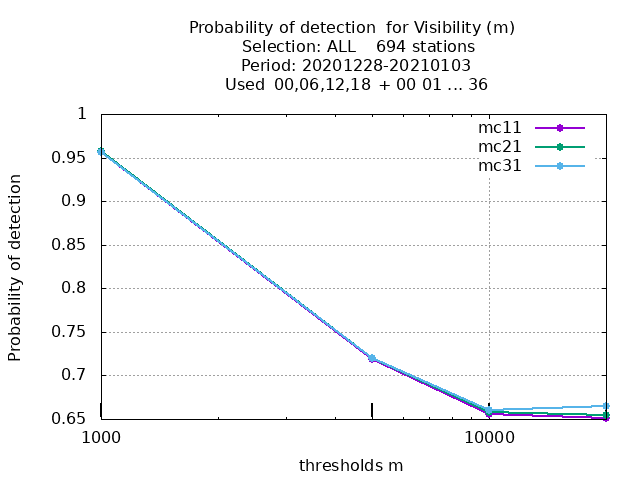 Probability of detection  for Visibility (m)
Selection: ALL    694 stations
Period: 20201228-20210103
Used  00,06,12,18  + 00 01 ... 36
mc11
mc21
mc31
Probability of detection
1
0.95
0.9
0.85
0.8
0.75
0.7
0.65
1000
10000
thresholds m